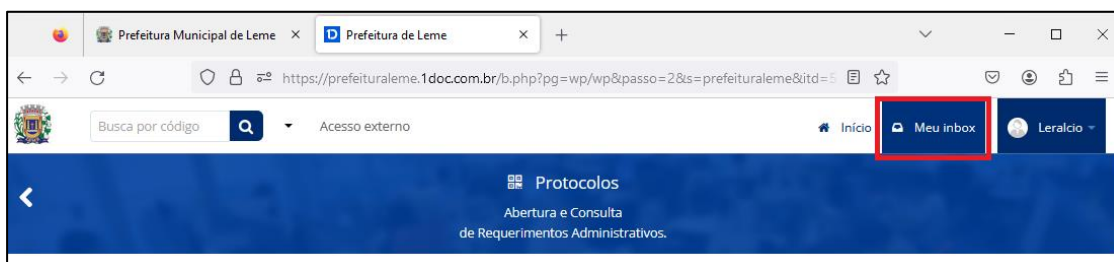 Prefeitura Municipal de Leme × Prefeitura de Leme × +
https://prefeituraleme.1doc.com.br/b.php?pg=wp/wp&passo=2&s=prefeituraleme&itd=5
Busca por código Acesso externo Início Meu inbox Leralcio
Protocolos
Abertura e Consulta
de Requerimentos Administrativos.